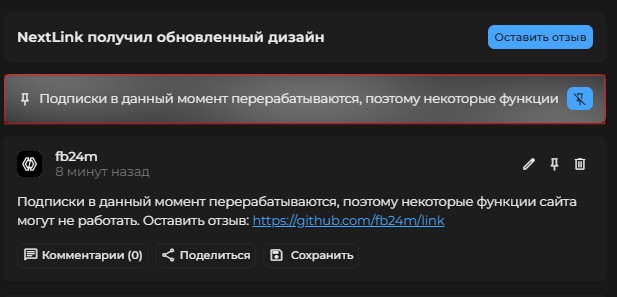 NextLink получил обновленный дизайн
Оставить отзыв
Подписки в данный момент перерабатываются, поэтому некоторые функции
fb24m
8 минут назад
Подписки в данный момент перерабатываются, поэтому некоторые функции сайта
могут не работать. Оставить отзыв: https://github.com/fb24m/link
Комментарии (0)
Поделиться
Сохранить